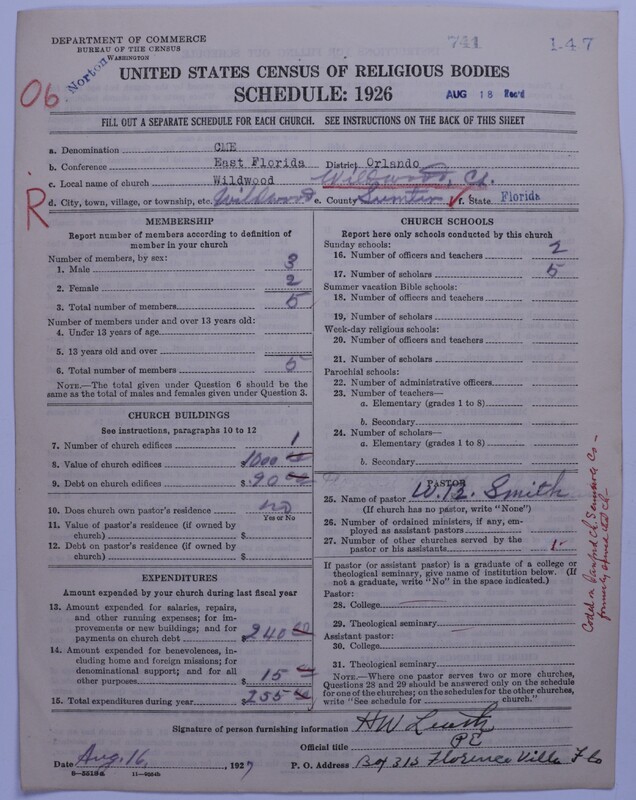 DEPARTMENT OF COMMERCE
BUREAU OF THE CENSUS
WASHINGTON
741
1-47
Norton
06
UNITED STATES CENSUS OF RELIGIOUS BODIES
SCHEDULE: 1926
AUG 18 Rec'd
FILL OUT A SEPARATE SCHEDULE FOR EACH CHURCH. SEE INSTRUCTIONS ON THE BACK OF THIS SHEET
a. Denomination CME
b. Conference East Florida District Orlando
c. Local name of church Wildwood Wildwood, Ch.
d. City, town, village, or township, etc. Wildwood e. County Sumter f. State Florida
R
MEMBERSHIP
Report number of members according to definition of
member in your church
Number of members, by sex:
1. Male 3
2. Female 2
3. Total number of members 5
Number of members under and over 13 years old:
4. Under 13 years of age
5. 13 years old and over
6. Total number of members 5
NOTE.—The total given under Question 6 should be the
same as the total of males and females given under Question 3.
CHURCH BUILDINGS
See instructions, paragraphs 10 to 12
7. Number of church edifices 1
8. Value of church edifices $1000 00
9. Debt on church edifices $90 00
10. Does church own pastor's residence no
Yes or No
11. Value of pastor's residence (if owned by
church) $
12. Debt on pastor's residence (if owned by
church) $
EXPENDITURES
Amount expended by your church during last fiscal year
13. Amount expended for salaries, repairs,
and other running expenses; for im-
provements or new buildings; and for
payments on church debt $240 00
14. Amount expended for benevolences, in-
cluding home and foreign missions; for
denominational support; and for all
other purposes $15 00
15. Total expenditures during year $255 00
CHURCH SCHOOLS
Report here only schools conducted by this church
Sunday schools:
16. Number of officers and teachers 2
17. Number of scholars 5
Summer vacation Bible schools:
18. Number of officers and teachers
19. Number of scholars
Week-day religious schools:
20. Number of officers and teachers
21. Number of scholars
Parochial schools:
22. Number of administrative officers
23. Number of teachers—
a. Elementary (grades 1 to 8)
b. Secondary
24. Number of scholars—
a. Elementary (grades 1 to 8)
b. Secondary
PASTOR
25. Name of pastor W. B. Smith
(If church has no pastor, write "None")
26. Number of ordained ministers, if any, em-
ployed as assistant pastors
27. Number of other churches served by the
pastor or his assistants 1
If pastor (or assistant pastor) is a graduate of a college or
theological seminary, give name of institution below. (If
not a graduate, write "No" in the space indicated.)
Pastor:
28. College
29. Theological seminary
Assistant pastor:
30. College
31. Theological seminary
NOTE.—Where one pastor serves two or more churches,
Questions 28 and 29 should be answered only on the schedule
for one of the churches; on the schedules for the other churches,
write "See schedule for church."
Coded on Sanford Ch. Seminole Co—
Signature of person furnishing information
Official title PE
Date Aug. 16, 1927 P. O. Address Box 315 Florence Villa Fla
8-5518a 11-9504b